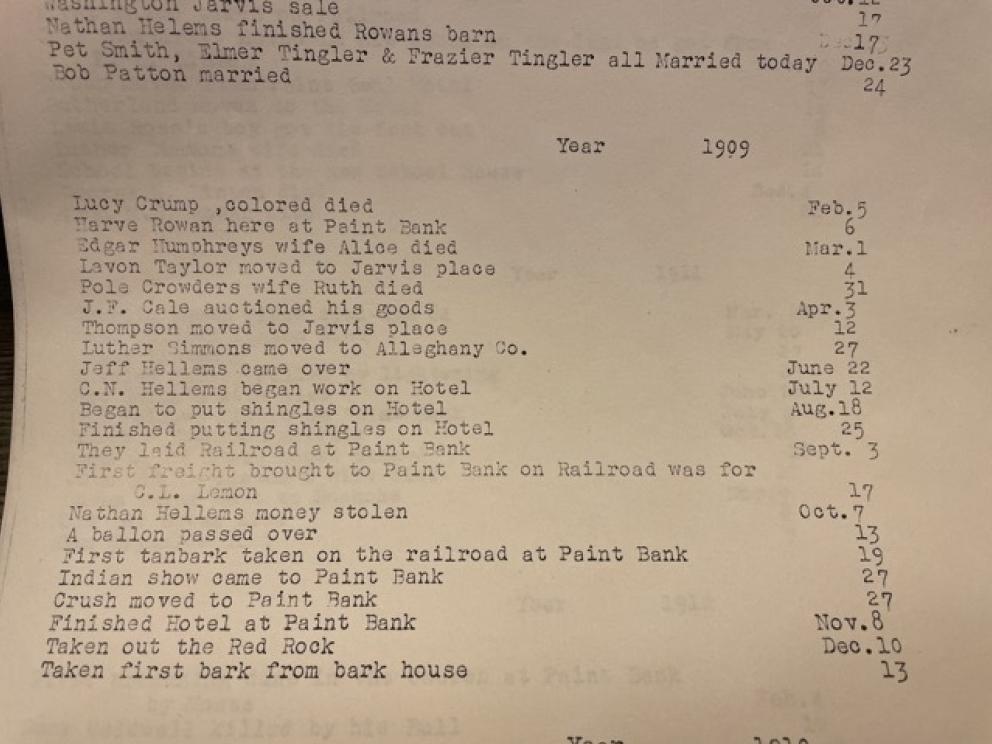 Washington Jarvis sale
Nathan Helems finished Rowans barn 17
Pet Smith, Elmer Tingler & Frazier Tingler all Married today Dec.23
Bob Patton married 24
Year 1909
Lucy Crump ,colored died Feb.5
Harve Rowan here at Paint Bank 6
Edgar Humphreys wife Alice died Mar.1
Lavon Taylor moved to Jarvis place 4
Pole Crowders wife Ruth died 31
J.F. Cale auctioned his goods Apr.3
Thompson moved to Jarvis place 12
Luther Simmons moved to Alleghany Co. 27
Jeff Hellems came over June 22
C.N. Hellems began work on Hotel July 12
Began to put shingles on Hotel Aug.18
Finished putting shingles on Hotel 25
They laid Railroad at Paint Bank Sept. 3
First freight brought to Paint Bank on Railroad was for
C.L. Lemon 17
Nathan Hellems money stolen Oct.7
A ballon passed over 13
First tanbark taken on the railroad at Paint Bank 19
Indian show came to Paint Bank 27
Crush moved to Paint Bank 27
Finished Hotel at Paint Bank Nov.8
Taken out the Red Rock Dec.10
Taken first bark from bark house 13
Year 1910